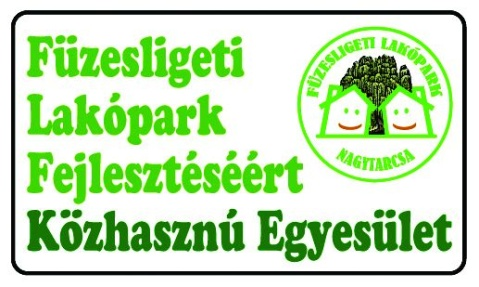 Füzesligeti
Lakópark
Fejlesztéséért
Közhasznú Egyesület
FÜZESLIGETI LAKÓPARK
NAGYTARCSA